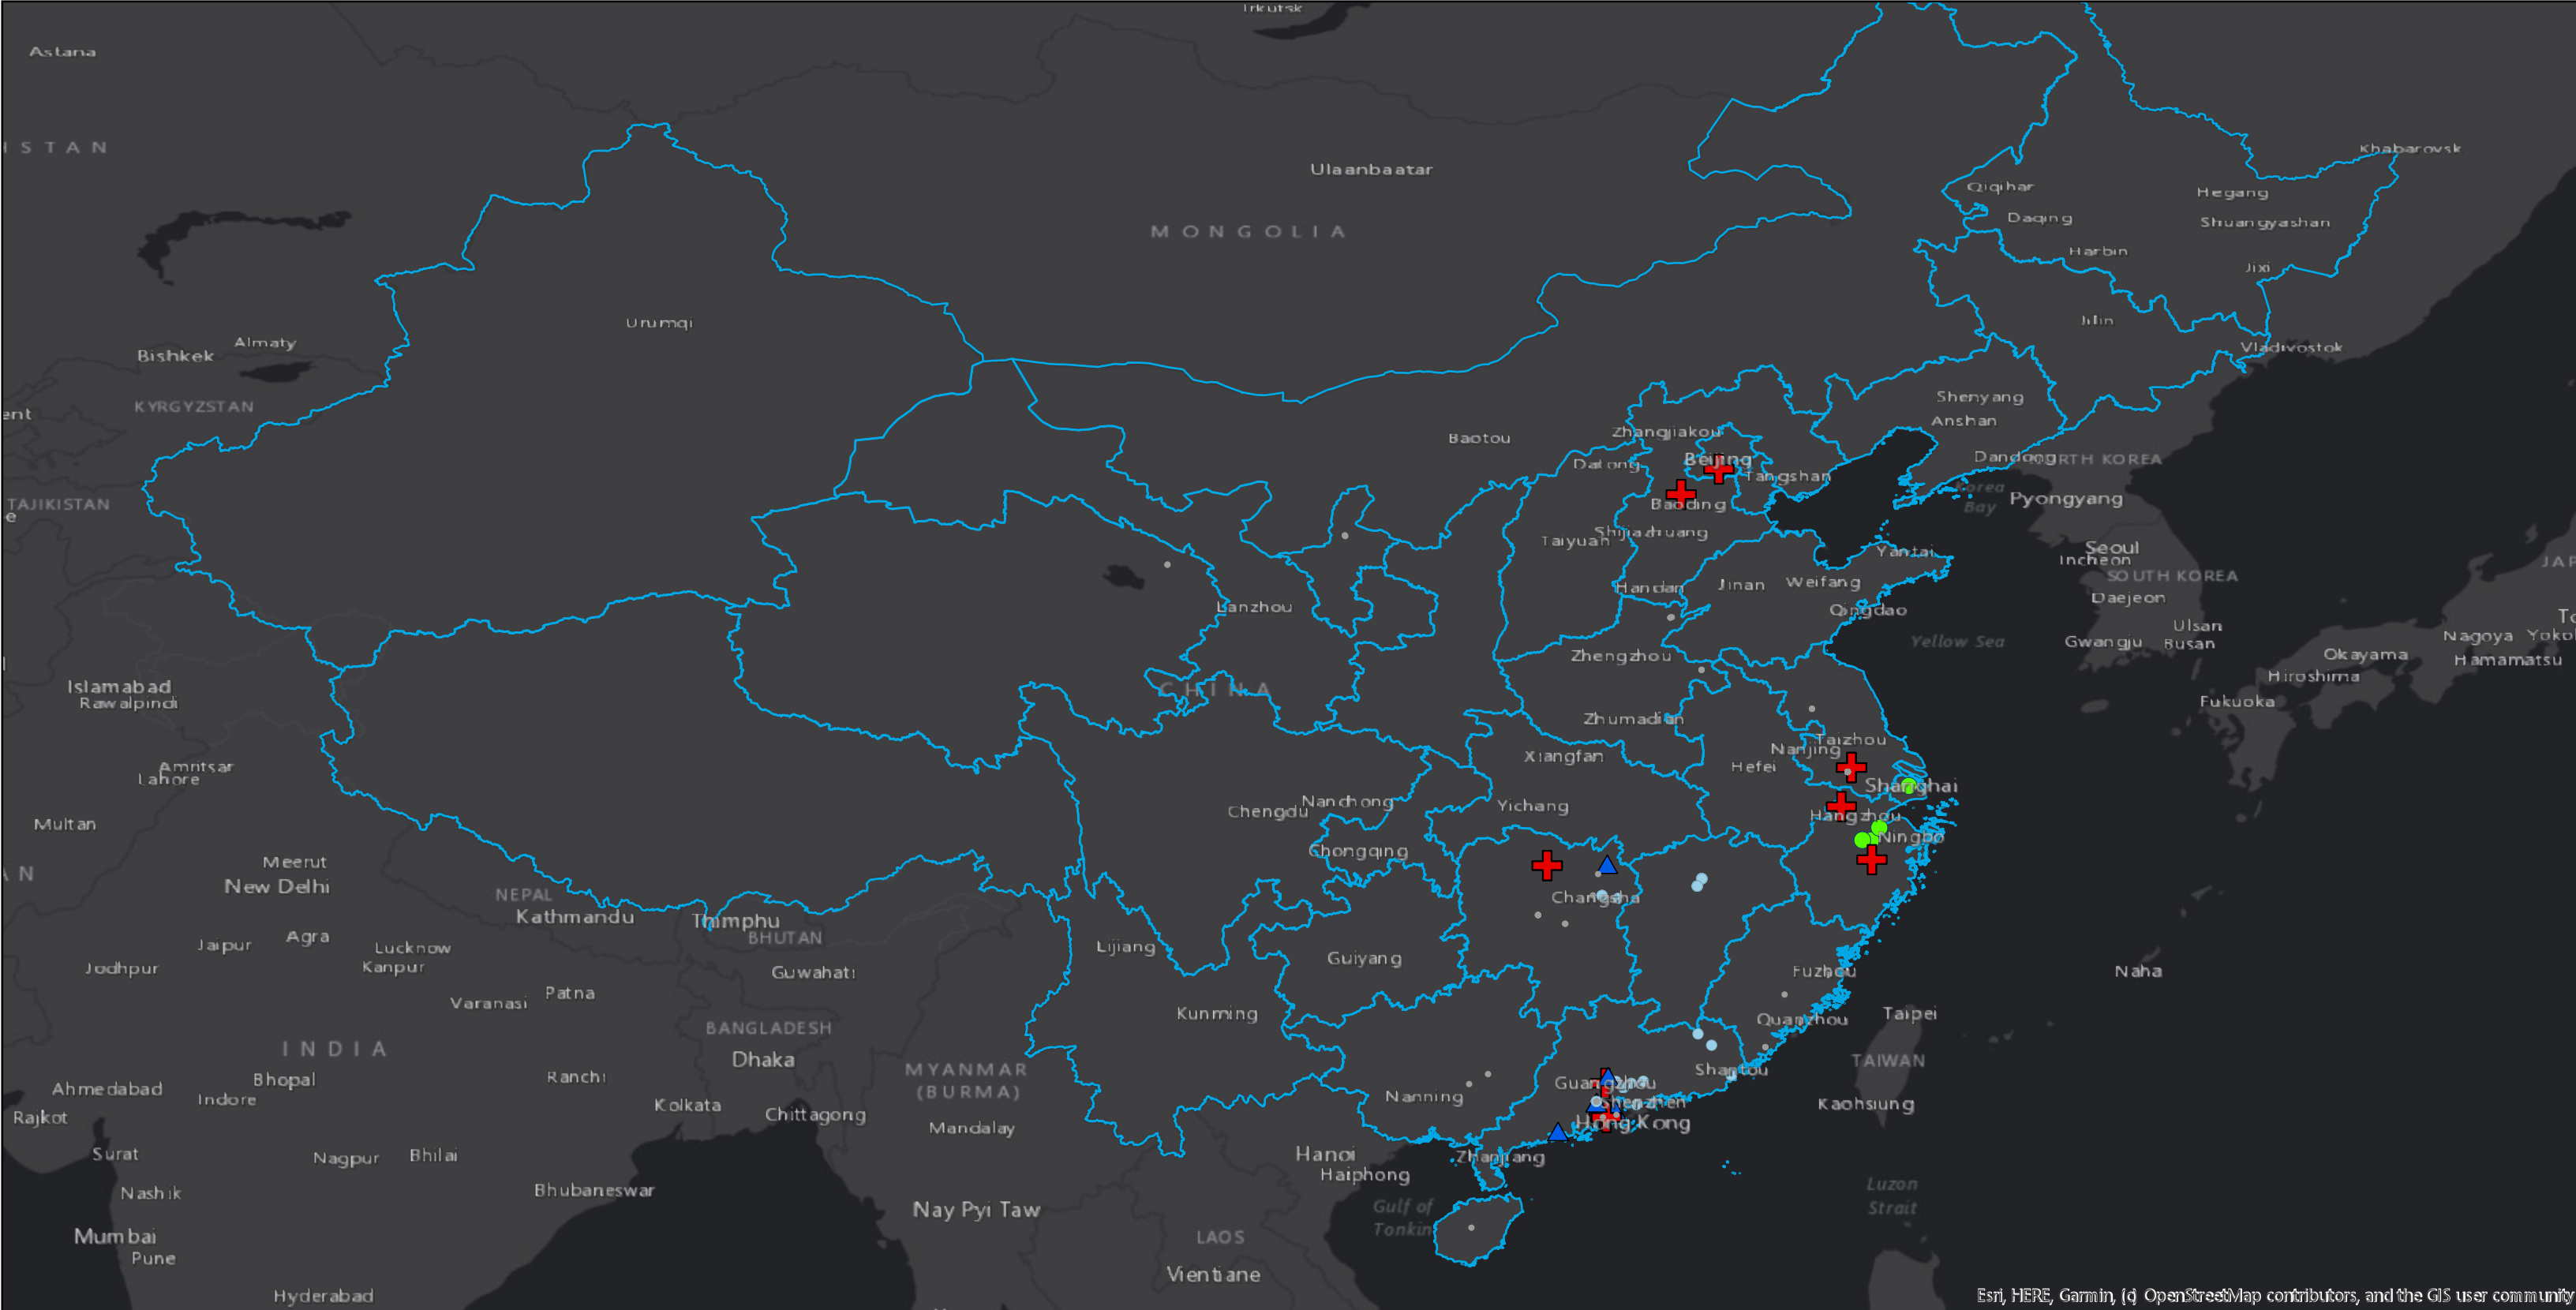 Irkutsk
Astana
H S T A N
Khabarovsk
Ulaanbaatar
Qiqihar
Hegang
Daqing
Shuangyashan
M O N G O L I A
Harbin
Jixi
Urumqi
Jilin
Almaty
Bishkek
Vladivostok
KYRGYZSTAN
Shenyang
ent
Anshan
Zhangjiakou
Baotou
Beijing
Datong
Dandong
NORTH KOREA
Tangshan
TAJIKISTAN
e
Korea
Bay
Pyongyang
Baoding
Shijiazhuang
Taiyuan
Yantai
Seoul
Incheon
JAP
SOUTH KOREA
Handan
Jinan
Weifang
Daejeon
Lanzhou
Qingdao
To
Ulsan
Yellow Sea
Gwangju
Busan
Nagoya
Yoko
Zhengzhou
Okayama
Hamamatsu
Hiroshima
Islamabad
Rawalpindi
C H I N A
Fukuoka
Zhumadian
Taizhou
Nanjing
Xiangfan
Hefei
Amritsar
Lahore
Shanghai
Nanchong
Chengdu
Yichang
Hangzhou
Multan
Ningbo
Chongqing
Meerut
A N
New Delhi
NEPAL
Changsha
Kathmandu
Thimphu
BHUTAN
Agra
Jaipur
Lucknow
Lijiang
Guiyang
Kanpur
Jodhpur
Guwahati
Fuzhou
Naha
Patna
Varanasi
Kunming
Quanzhou
Taipei
BANGLADESH
I N D I A
Dhaka
TAIWAN
MYANMAR
(BURMA)
Shantou
Ranchi
Bhopal
Guangzhou
Ahmedabad
Indore
Nanning
Kolkata
Shenzhen
Kaohsiung
Rajkot
Chittagong
Hong Kong
Mandalay
Surat
Nagpur
Bhilai
Hanoi
Zhanjiang
Haiphong
Nashik
Bhubaneswar
Luzon
Strait
Nay Pyi Taw
Gulf of
Tonkin
Mumbai
LAOS
Pune
Vientiane
Hyderabad
Esri, HERE, Garmin, (c) OpenStreetMap contributors, and the GIS user community